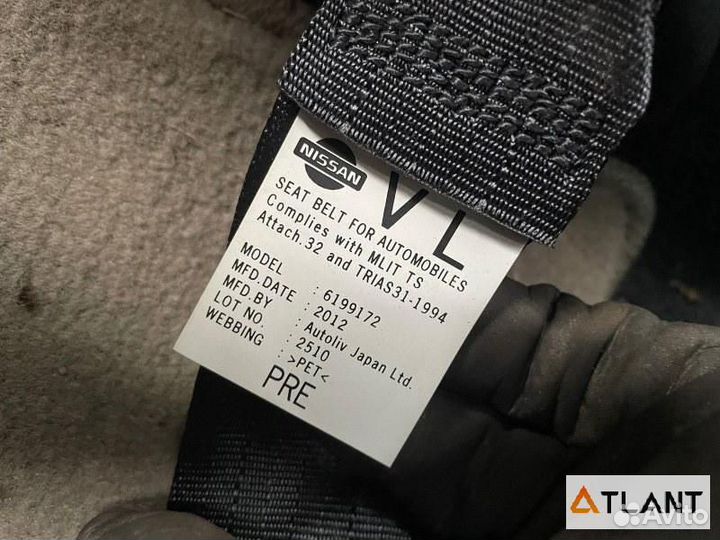 NISSAN
VL
SEAT BELT FOR AUTOMOBILES
Complies with MLIT TS
Attach.32 and TRIAS31-1994
MODEL : 6199172
MFD.DATE : 2012
MFD.BY : Autoliv Japan Ltd.
LOT NO. : 2510
WEBBING : >PET<
PRE
ATLANT
Avito